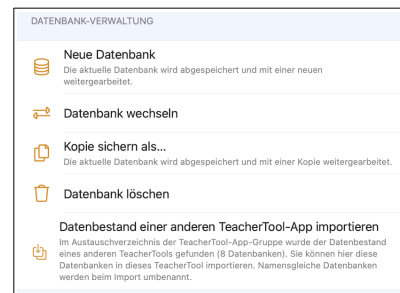 DATENBANK-VERWALTUNG
Neue Datenbank
Die aktuelle Datenbank wird abgespeichert und mit einer neuen
weitergearbeitet.
Datenbank wechseln
Kopie sichern als...
Die aktuelle Datenbank wird abgespeichert und mit einer Kopie weitergearbeitet.
Datenbank löschen
Datenbestand einer anderen TeacherTool-App importieren
Im Austauschverzeichnis der TeacherTool-App-Gruppe wurde der Datenbestand
eines anderen TeacherTools gefunden (8 Datenbanken). Sie können hier diese
Datenbanken in dieses TeacherTool importieren. Namensgleiche Datenbanken
werden beim Import umbenannt.